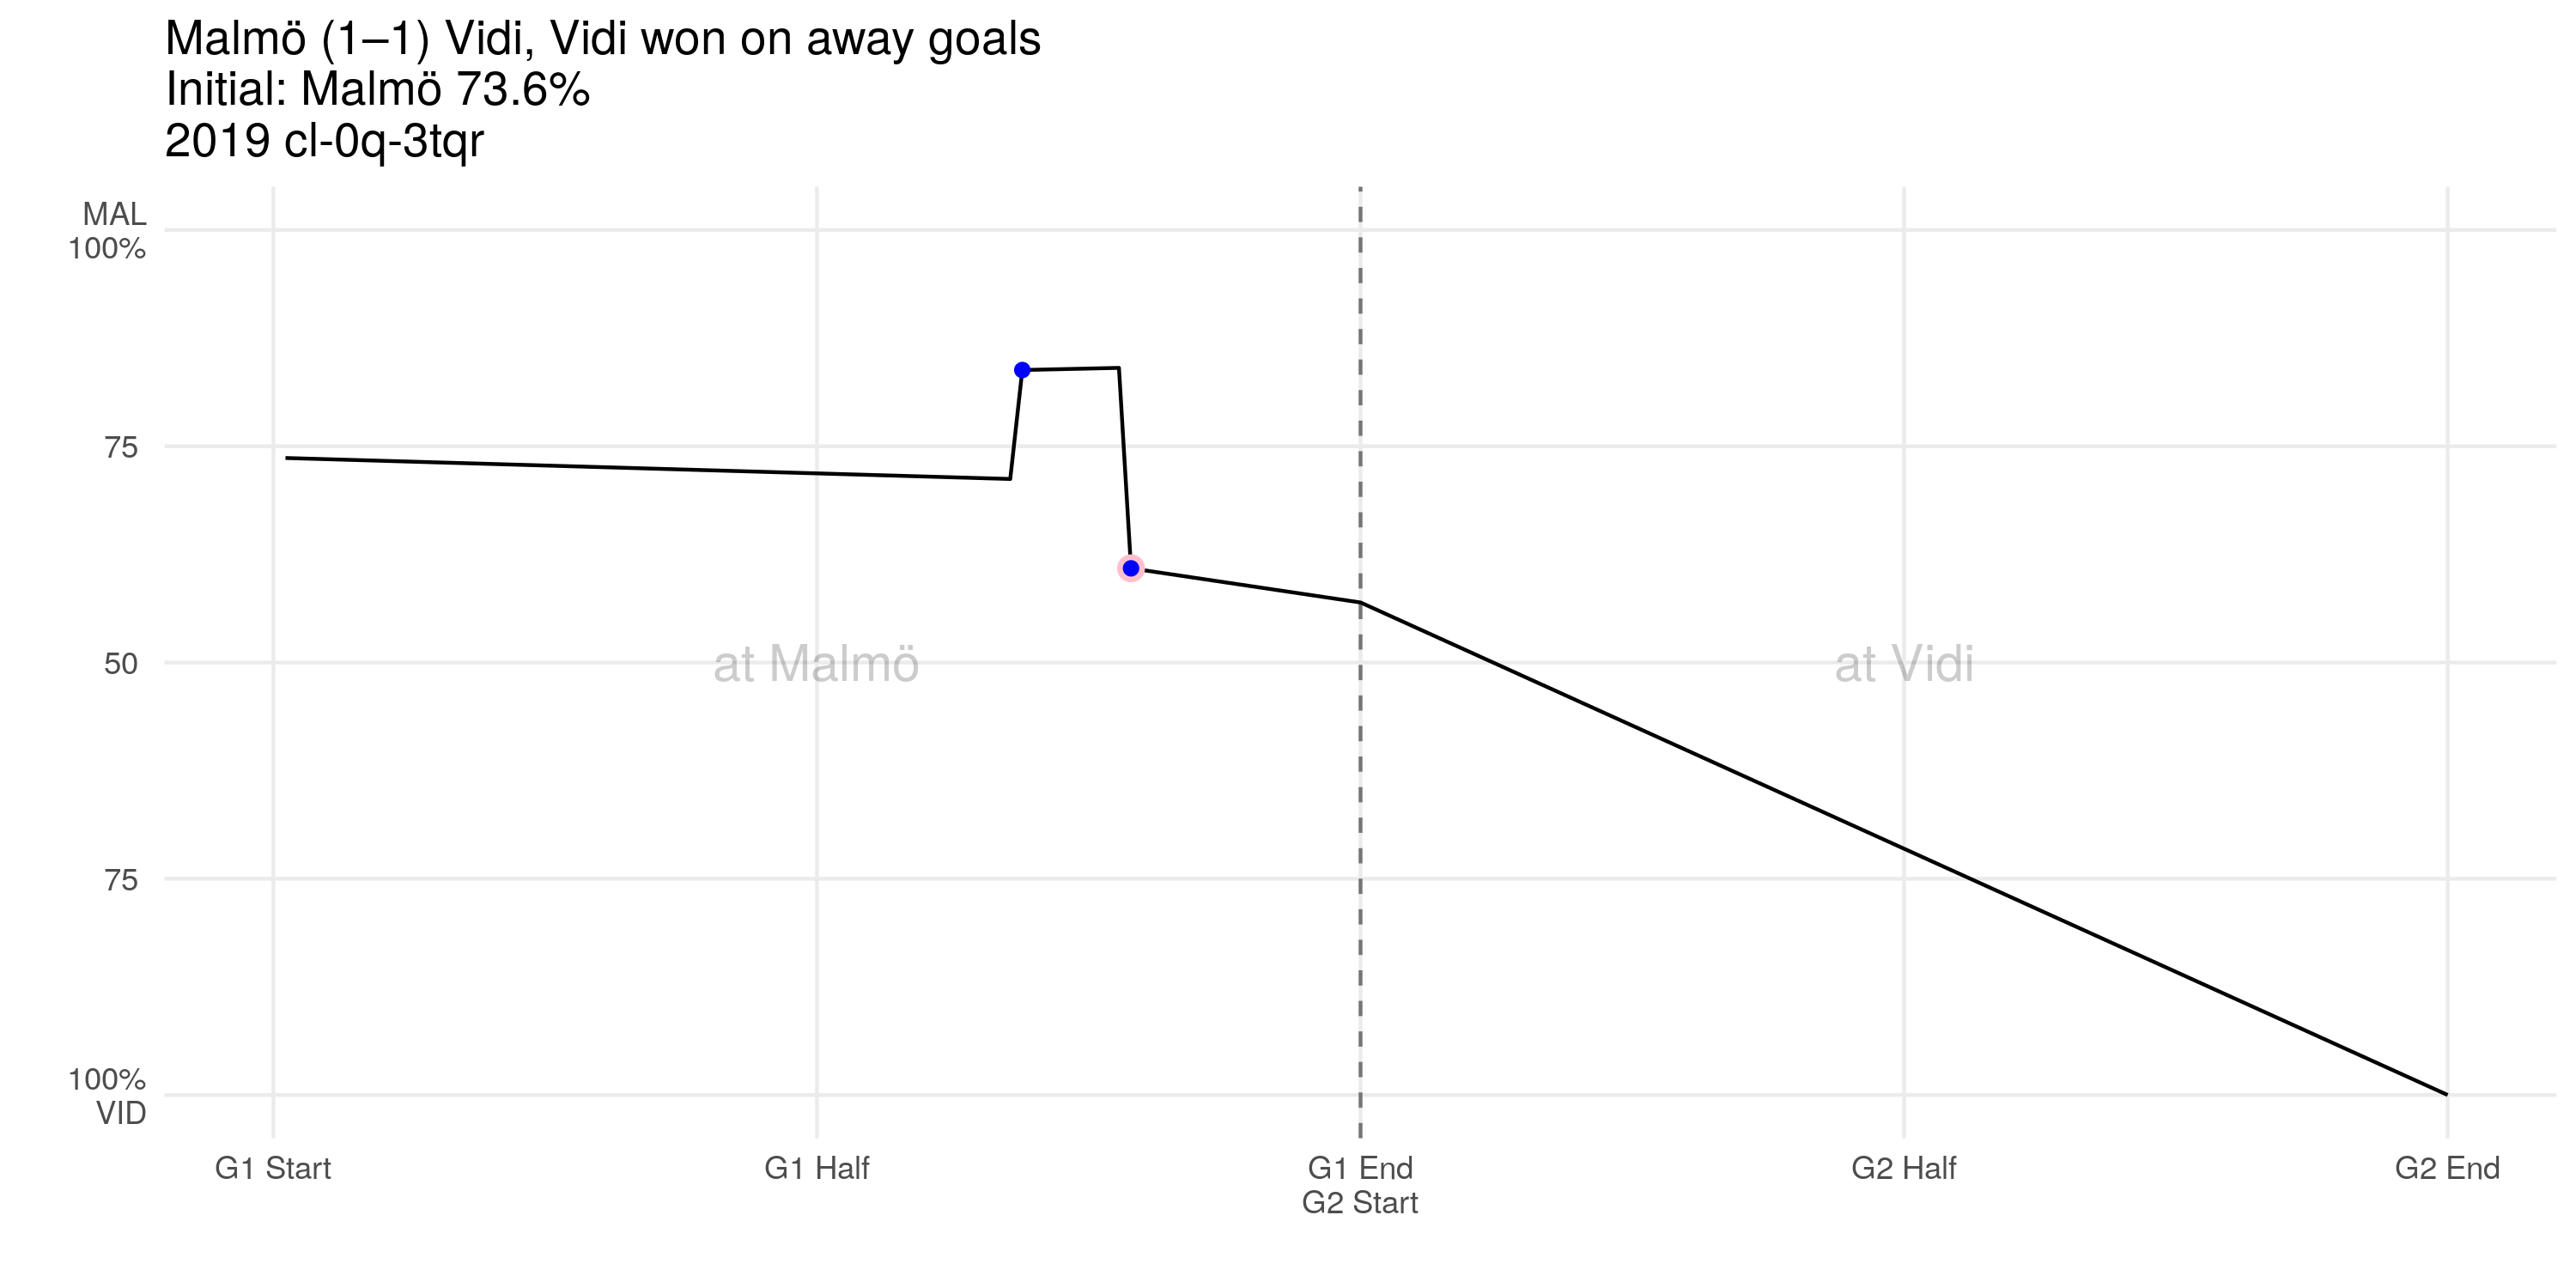 Malmö (1–1) Vidi, Vidi won on away goals
Initial: Malmö 73.6%
2019 cl-0q-3tqr
MAL
100%
75
50
75
100%
VID
at Malmö
at Vidi
G1 Start
G1 Half
G1 End
G2 Start
G2 Half
G2 End